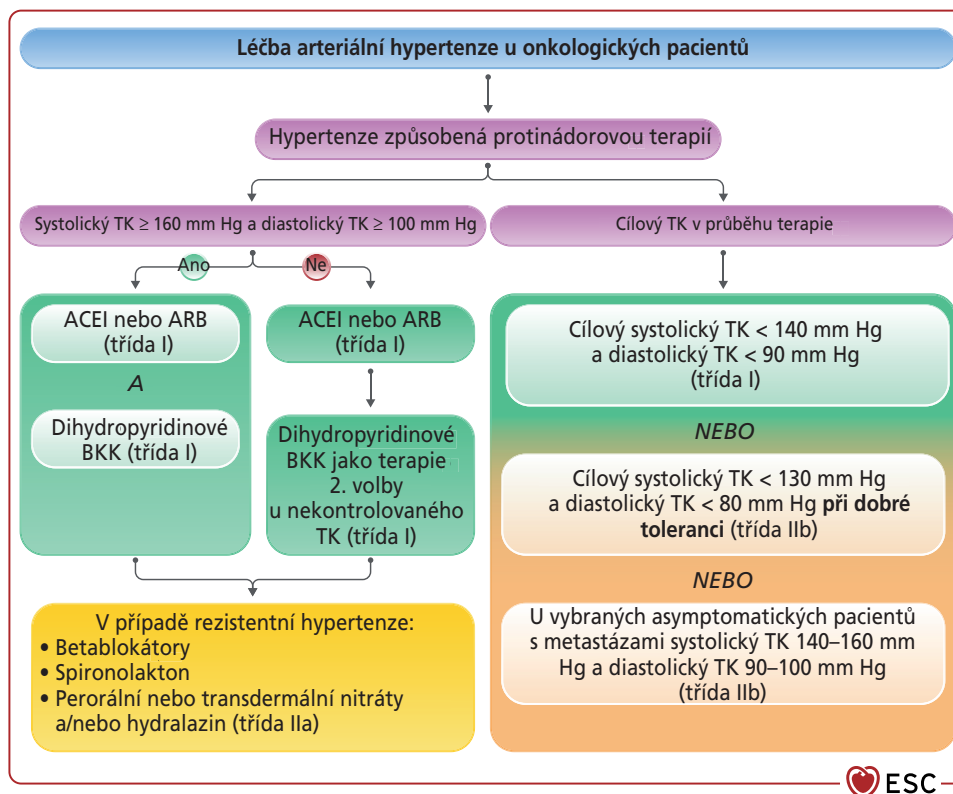 Léčba arteriální hypertenze u onkologických pacientů
Hypertenze způsobená protinádorovou terapií
Systolický TK ≥ 160 mm Hg a diastolický TK ≥ 100 mm Hg
Cílový TK v průběhu terapie
Ano
Ne
ACEI nebo ARB
(třída I)
A
Dihydropyridinové
BKK (třída I)
ACEI nebo ARB
(třída I)
Dihydropyridinové
BKK jako terapie
2. volby
u nekontrolovaného
TK (třída I)
V případě rezistentní hypertenze:
• Betablokátory
• Spironolakton
• Perorální nebo transdermální nitráty
a/nebo hydralazin (třída IIa)
Cílový systolický TK < 140 mm Hg
a diastolický TK < 90 mm Hg
(třída I)
NEBO
Cílový systolický TK < 130 mm Hg
a diastolický TK < 80 mm Hg při dobré
toleranci (třída IIb)
NEBO
U vybraných asymptomatických pacientů
s metastázami systolický TK 140–160 mm
Hg a diastolický TK 90–100 mm Hg
(třída IIb)
ESC